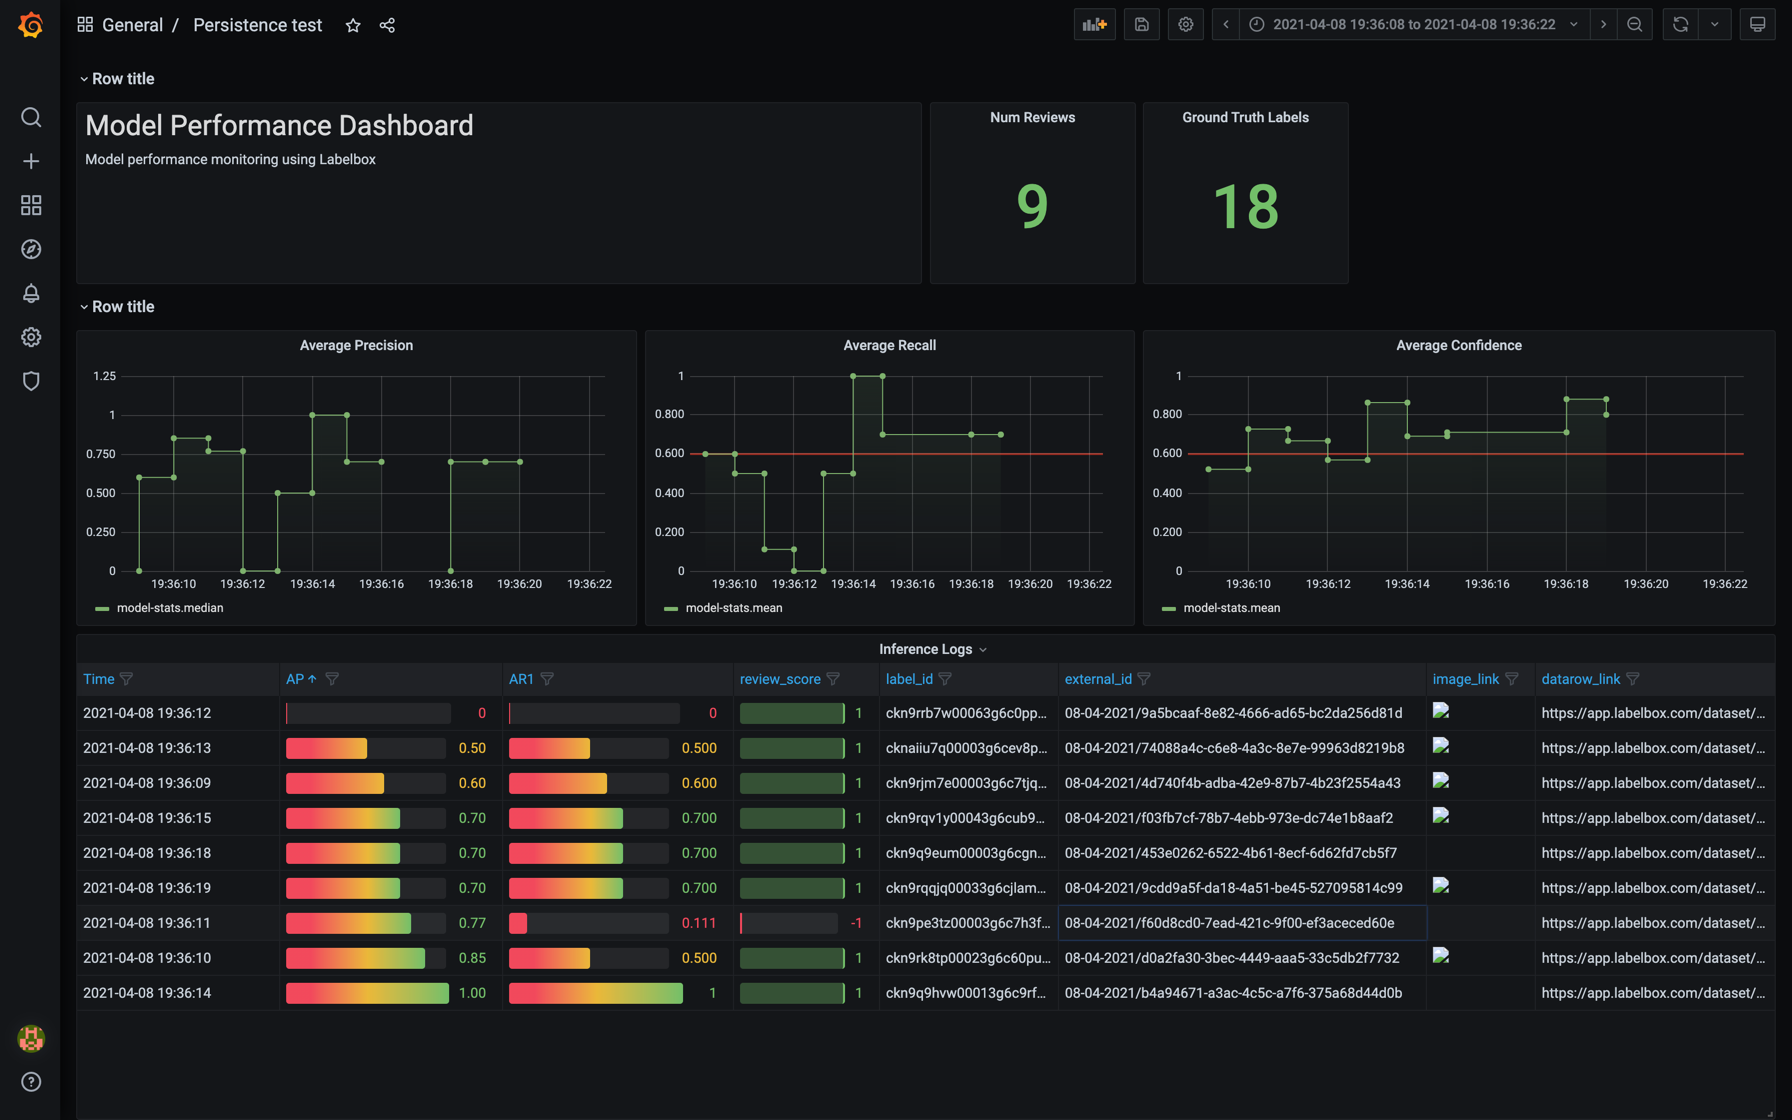 General / Persistence test
2021-04-08 19:36:08 to 2021-04-08 19:36:22
Row title
Model Performance Dashboard
Model performance monitoring using Labelbox
Num Reviews
9
Ground Truth Labels
18
Row title
Average Precision
1.25
1
0.750
0.500
0.250
0
19:36:10 19:36:12 19:36:14 19:36:16 19:36:18 19:36:20 19:36:22
model-stats.median
Average Recall
1
0.800
0.600
0.400
0.200
0
19:36:10 19:36:12 19:36:14 19:36:16 19:36:18 19:36:20 19:36:22
model-stats.mean
Average Confidence
1
0.800
0.600
0.400
0.200
0
19:36:10 19:36:12 19:36:14 19:36:16 19:36:18 19:36:20 19:36:22
model-stats.mean
Inference Logs
Time AP ↑ AR1 review_score label_id external_id image_link datarow_link
2021-04-08 19:36:12 0 0 1 ckn9rrb7w00063g6c0pp... 08-04-2021/9a5bcaaf-8e82-4666-ad65-bc2da256d81d https://app.labelbox.com/dataset/...
2021-04-08 19:36:13 0.50 0.500 1 cknaiiu7q00003g6cev8p... 08-04-2021/74088a4c-c6e8-4a3c-8e7e-99963d8219b8 https://app.labelbox.com/dataset/...
2021-04-08 19:36:09 0.60 0.600 1 ckn9rjm7e00003g6c7tjq... 08-04-2021/4d740f4b-adba-42e9-87b7-4b23f2554a43 https://app.labelbox.com/dataset/...
2021-04-08 19:36:15 0.70 0.700 1 ckn9rqv1y00043g6cub9... 08-04-2021/f03fb7cf-78b7-4ebb-973e-dc74e1b8aaf2 https://app.labelbox.com/dataset/...
2021-04-08 19:36:18 0.70 0.700 1 ckn9q9eum00003g6cgn... 08-04-2021/453e0262-6522-4b61-8ecf-6d62fd7cb5f7 https://app.labelbox.com/dataset/...
2021-04-08 19:36:19 0.70 0.700 1 ckn9rqqjq00033g6cjlam... 08-04-2021/9cdd9a5f-da18-4a51-be45-527095814c99 https://app.labelbox.com/dataset/...
2021-04-08 19:36:11 0.77 0.111 -1 ckn9pe3tz00003g6c7h3f... 08-04-2021/f60d8cd0-7ead-421c-9f00-ef3aceced60e https://app.labelbox.com/dataset/...
2021-04-08 19:36:10 0.85 0.500 1 ckn9rk8tp00023g6c60pu... 08-04-2021/d0a2fa30-3bec-4449-aaa5-33c5db2f7732 https://app.labelbox.com/dataset/...
2021-04-08 19:36:14 1.00 1 1 ckn9q9hvw00013g6c9rf... 08-04-2021/b4a94671-a3ac-4c5c-a7f6-375a68d44d0b https://app.labelbox.com/dataset/...